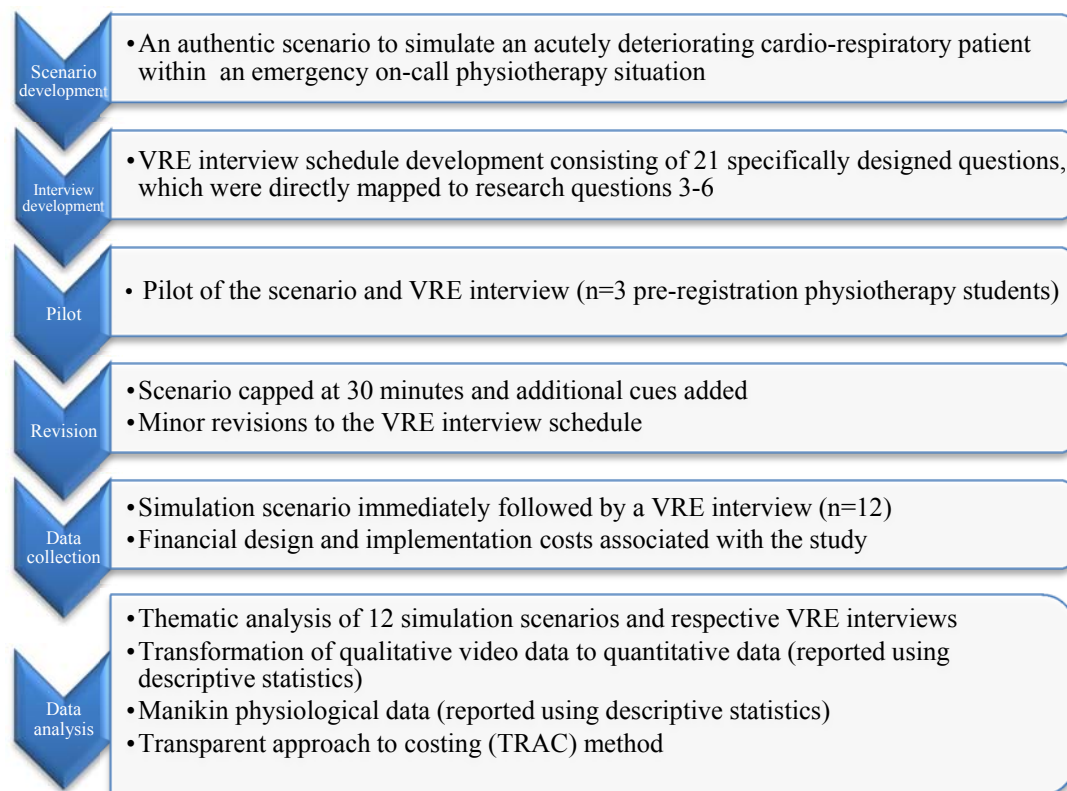 Scenario
development
•An authentic scenario to simulate an acutely deteriorating cardio-respiratory patient
within an emergency on-call physiotherapy situation
Interview
development
•VRE interview schedule development consisting of 21 specifically designed questions,
which were directly mapped to research questions 3-6
Pilot
• Pilot of the scenario and VRE interview (n=3 pre-registration physiotherapy students)
Revision
•Scenario capped at 30 minutes and additional cues added
•Minor revisions to the VRE interview schedule
Data
collection
•Simulation scenario immediately followed by a VRE interview (n=12)
•Financial design and implementation costs associated with the study
Data
analysis
•Thematic analysis of 12 simulation scenarios and respective VRE interviews
•Transformation of qualitative video data to quantitative data (reported using
descriptive statistics)
•Manikin physiological data (reported using descriptive statistics)
•Transparent approach to costing (TRAC) method